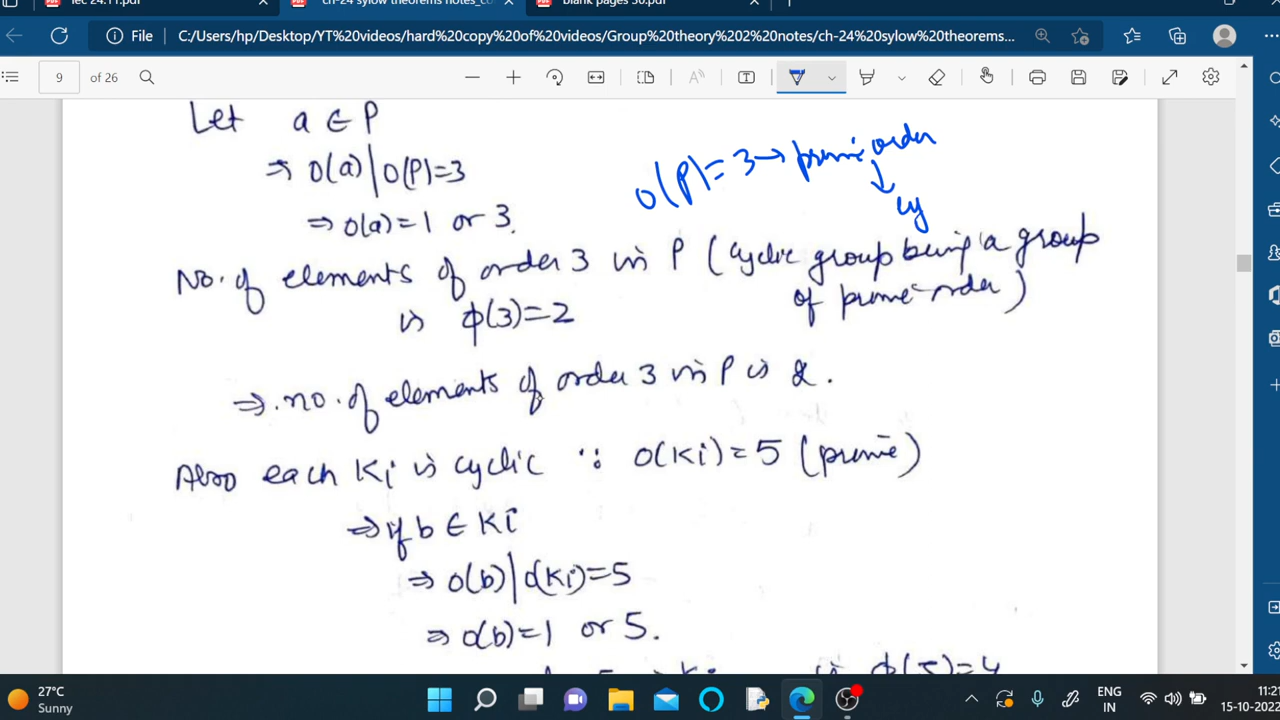 lec 24.11.pdf
ch-24 sylow theorems notes_co
blank pages 30.pdf
File
C:/Users/hp/Desktop/YT%20videos/hard%20copy%20of%20videos/Group%20theory%202%20notes/ch-24%20sylow%20theorems...
9 of 26
Let a ∈ P
⇒ O(a) | O(P)=3
⇒ O(a)=1 or 3.
O(P)=3→ prime order
↓
cy
No. of elements of order 3 in P (cyclic group being a group
of prime order)
is φ(3)=2
⇒ no. of elements of order 3 in P is 2.
Also each Ki is cyclic ∵ O(Ki)=5 (prime)
⇒ if b ∈ Ki
⇒ O(b) | O(Ki)=5
⇒ O(b)=1 or 5.
is φ(5)=4
27°C
Sunny
ENG
IN
11:21
15-10-2022